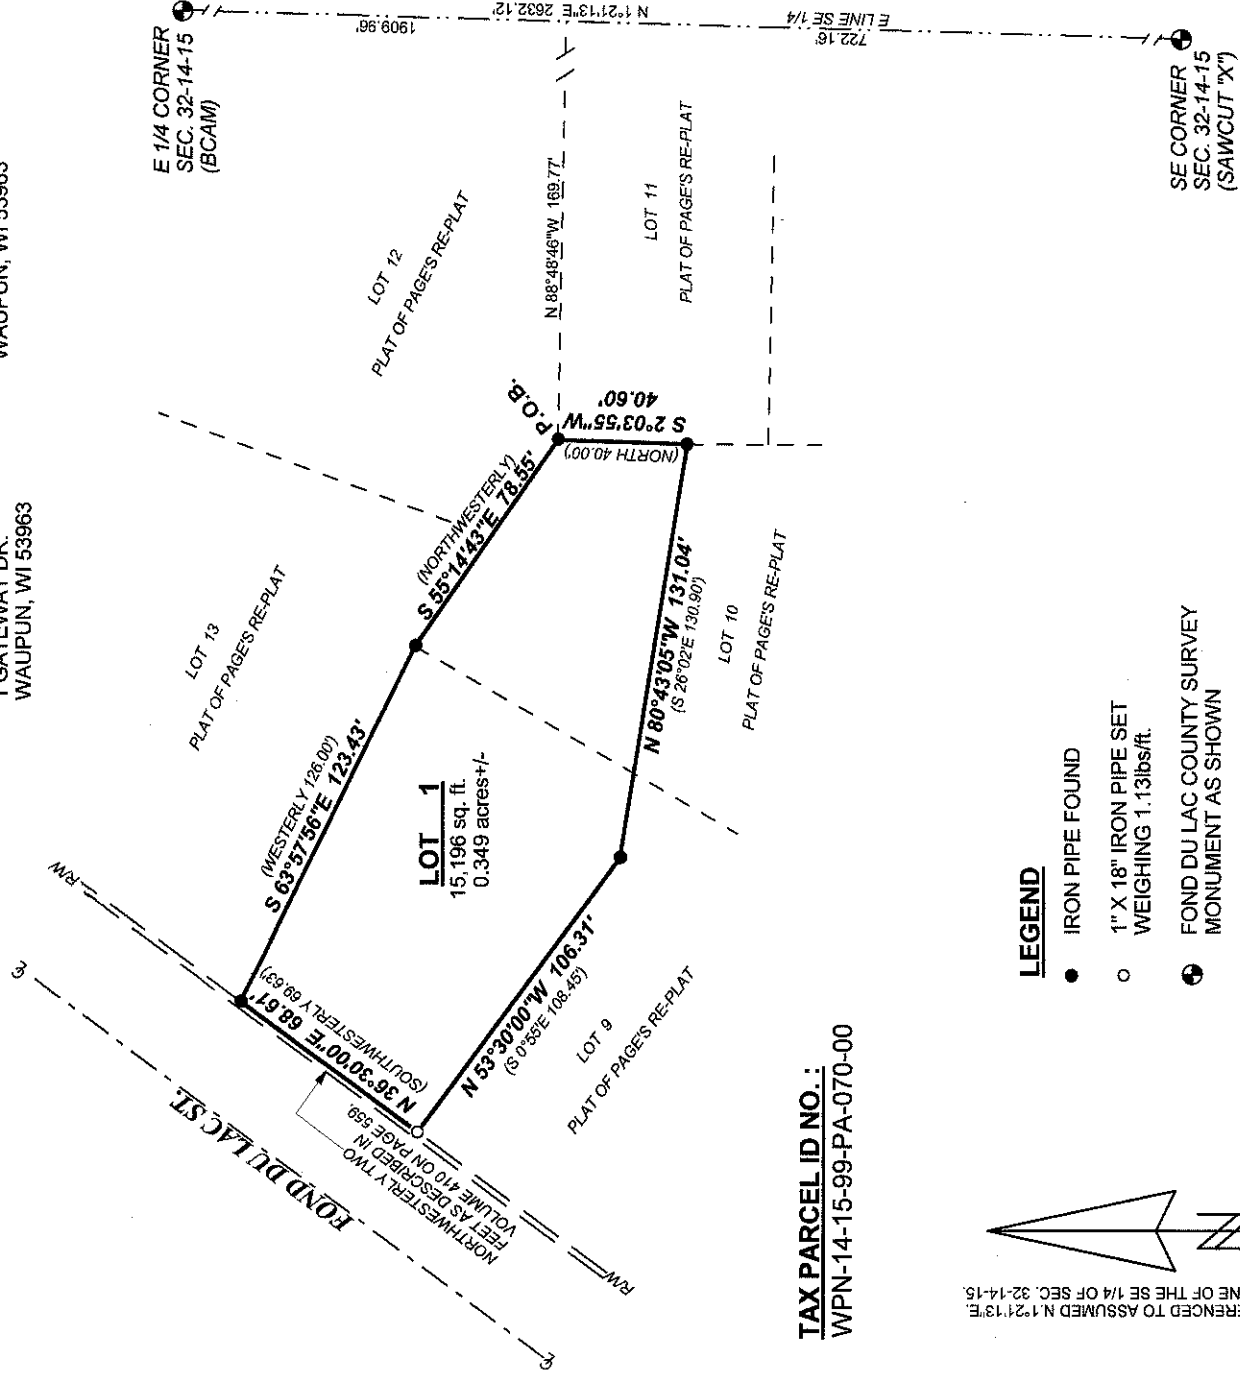 WAUPUN, WI 53963
GATEWAY DR.
WAUPUN, WI 53963
E 1/4 CORNER
SEC. 32-14-15
(BCAM)
1909.96'
N 1°21'13"E 2632.12'
E LINE SE 1/4
722.16'
SE CORNER
SEC. 32-14-15
(SAWCUT "X")
LOT 12
PLAT OF PAGE'S RE-PLAT
N 88°48'46"W 169.77'
LOT 11
PLAT OF PAGE'S RE-PLAT
P.O.B.
S 2°03'55"W
40.60'
(NORTH 40.00')
(NORTHWESTERLY)
S 55°14'43"E 78.55'
LOT 13
PLAT OF PAGE'S RE-PLAT
(WESTERLY 126.00')
S 63°57'56"E 123.43'
LOT 1
15,196 sq. ft.
0.349 acres+/-
N 80°43'05"W 131.04'
(S 26°02'E 130.90')
LOT 10
PLAT OF PAGE'S RE-PLAT
R/W
N 36°30'00"E 68.61'
(SOUTHWESTERLY 69.63')
N 53°30'00"W 106.31'
(S 0°55'E 108.45')
LOT 9
PLAT OF PAGE'S RE-PLAT
FOND DU LAC ST.
NORTHWESTERLY TWO
FEET AS DESCRIBED IN
VOLUME 410 ON PAGE 559.
R/W
LEGEND
IRON PIPE FOUND
1" X 18" IRON PIPE SET
WEIGHING 1.13lbs/ft.
FOND DU LAC COUNTY SURVEY
MONUMENT AS SHOWN
TAX PARCEL ID NO. :
WPN-14-15-99-PA-070-00
TO ASSUMED N.1°21'13"E.
OF THE SE 1/4 OF SEC. 32-14-15.